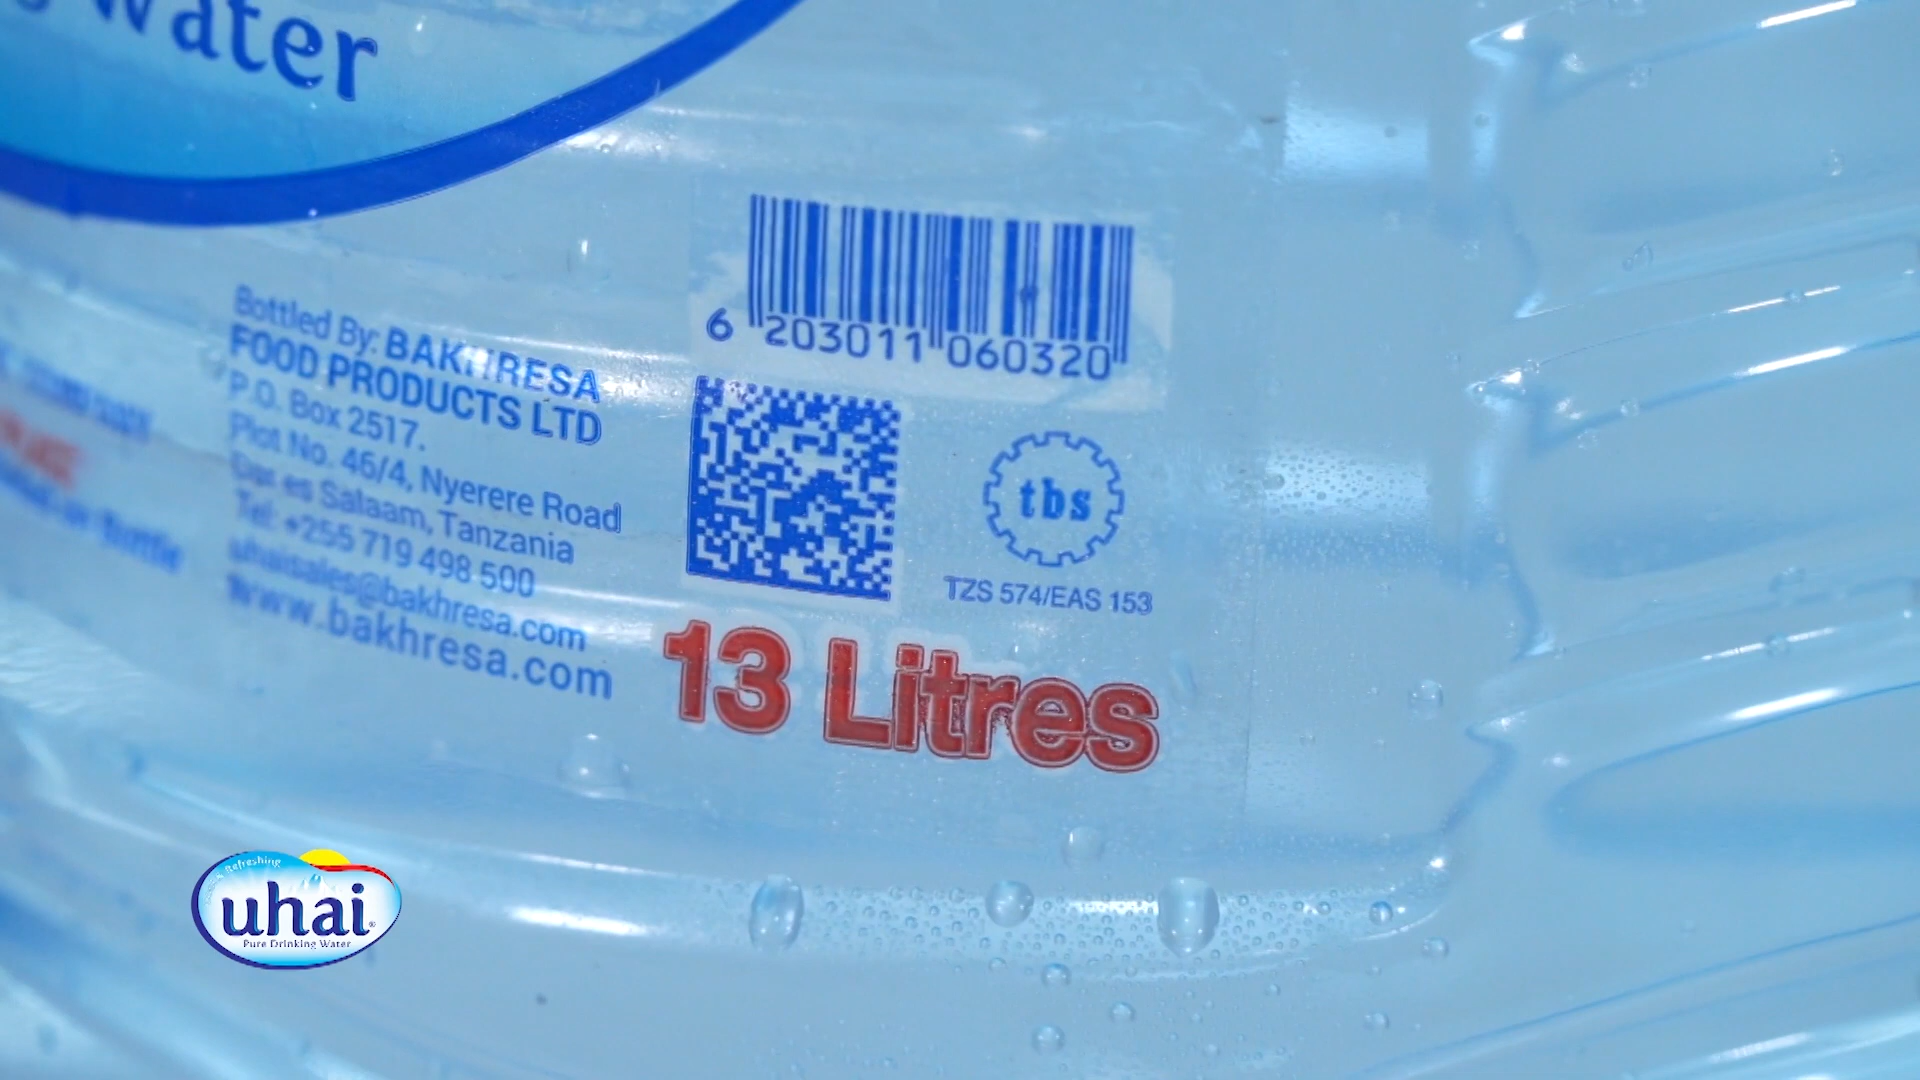 Water
Bottled By: BAKHRESA
FOOD PRODUCTS LTD
P.O. Box 2517.
Plot No. 46/4, Nyerere Road
Dar es Salaam, Tanzania
Tel: +255 719 498 500
uhaisales@bakhresa.com
www.bakhresa.com
6 203011 060320
tbs
TZS 574/EAS 153
13 Litres
Bottle
Refreshing
uhai
Pure Drinking Water